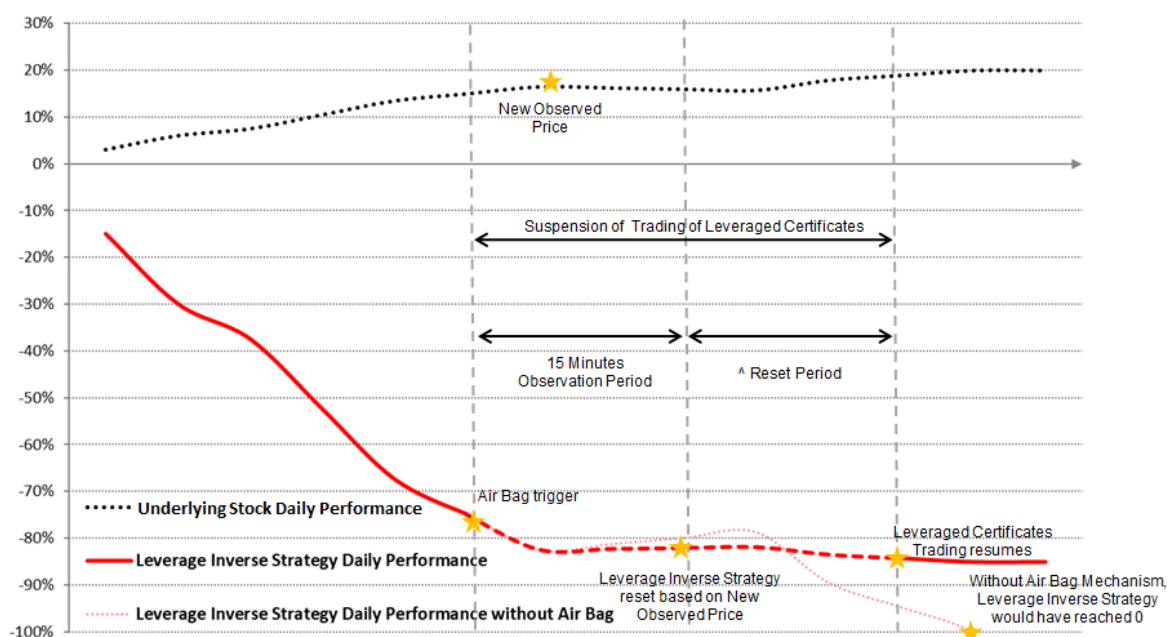 30%
20%
New Observed
Price
10%
0%
-10%
Suspension of Trading of Leveraged Certificates
-20%
-30%
-40%
15 Minutes
Observation Period
^ Reset Period
-50%
-60%
-70%
Air Bag trigger
Underlying Stock Daily Performance
-80%
Leveraged Certificates
Trading resumes
Leverage Inverse Strategy Daily Performance
-90%
Leverage Inverse Strategy
reset based on New
Observed Price
Without Air Bag Mechanism,
Leverage Inverse Strategy
would have reached 0
Leverage Inverse Strategy Daily Performance without Air Bag
-100%